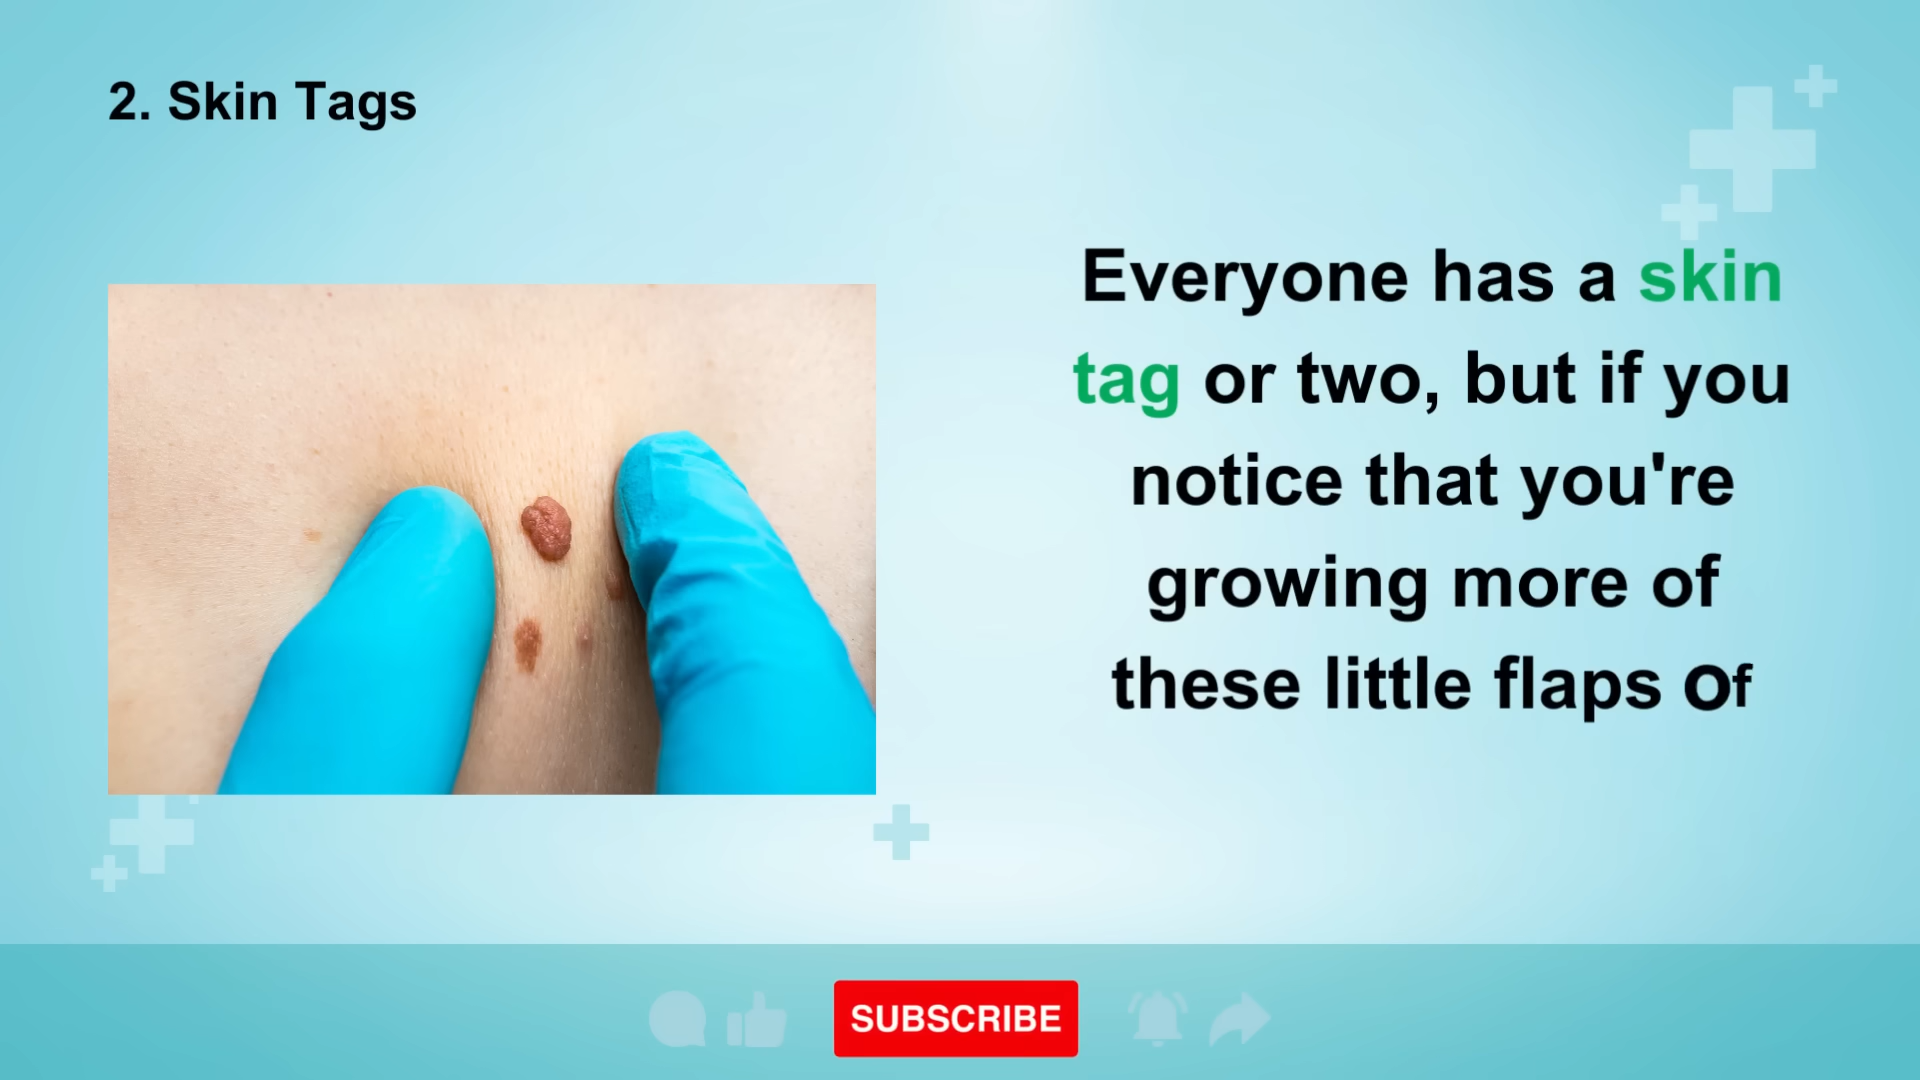 2. Skin Tags
Everyone has a skin
tag or two, but if you
notice that you're
growing more of
these little flaps of
SUBSCRIBE